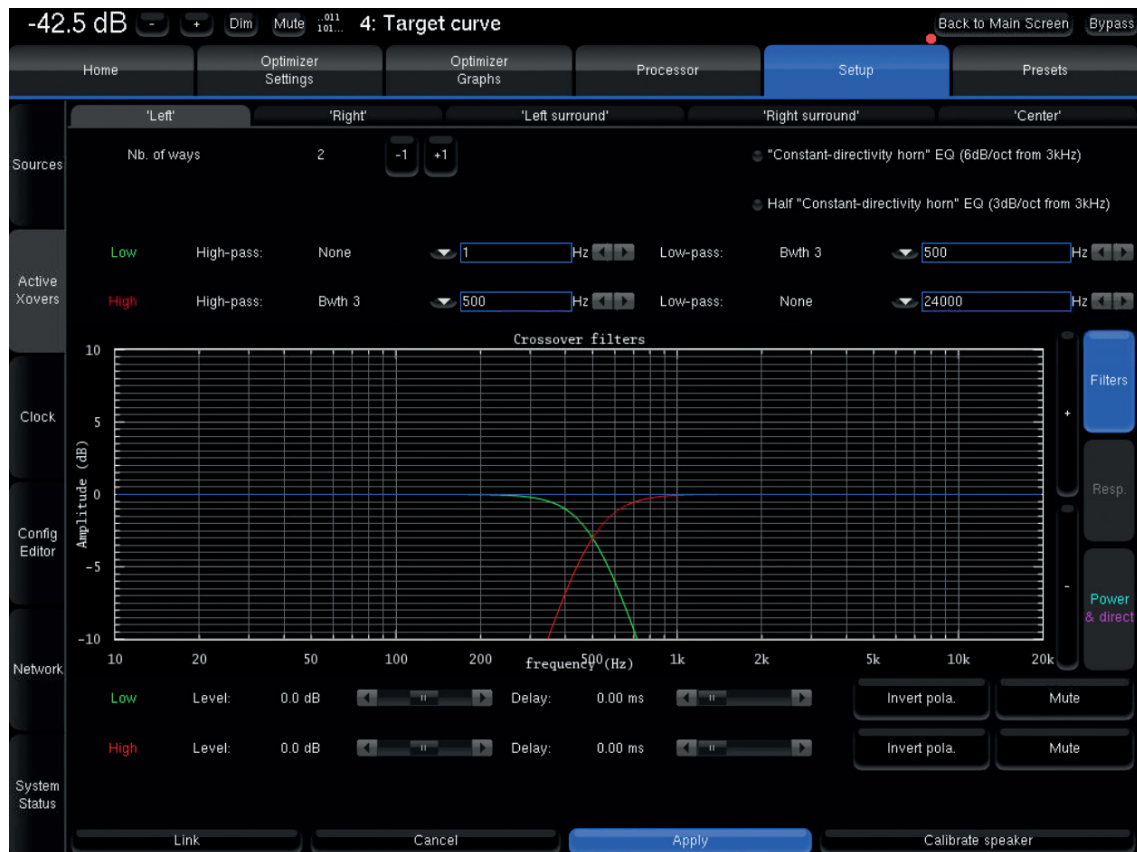 -42.5 dB - + Dim Mute ..011 101... 4: Target curve Back to Main Screen Bypass
Home Optimizer Settings Optimizer Graphs Processor Setup Presets
'Left' 'Right' 'Left surround' 'Right surround' 'Center'
Sources
Active Xovers
Clock
Config Editor
Network
System Status
Nb. of ways 2 -1 +1 "Constant-directivity horn" EQ (6dB/oct from 3kHz)
Half "Constant-directivity horn" EQ (3dB/oct from 3kHz)
Low High-pass: None 1 Hz Low-pass: Bwth 3 500 Hz
High High-pass: Bwth 3 500 Hz Low-pass: None 24000 Hz
Crossover filters
Amplitude (dB)
10
5
0
-5
-10
10 20 50 100 200 500 1k 2k 5k 10k 20k
frequency (Hz)
+
-
Filters
Resp.
Power
& direct
Low Level: 0.0 dB Delay: 0.00 ms Invert pola. Mute
High Level: 0.0 dB Delay: 0.00 ms Invert pola. Mute
Link Cancel Apply Calibrate speaker